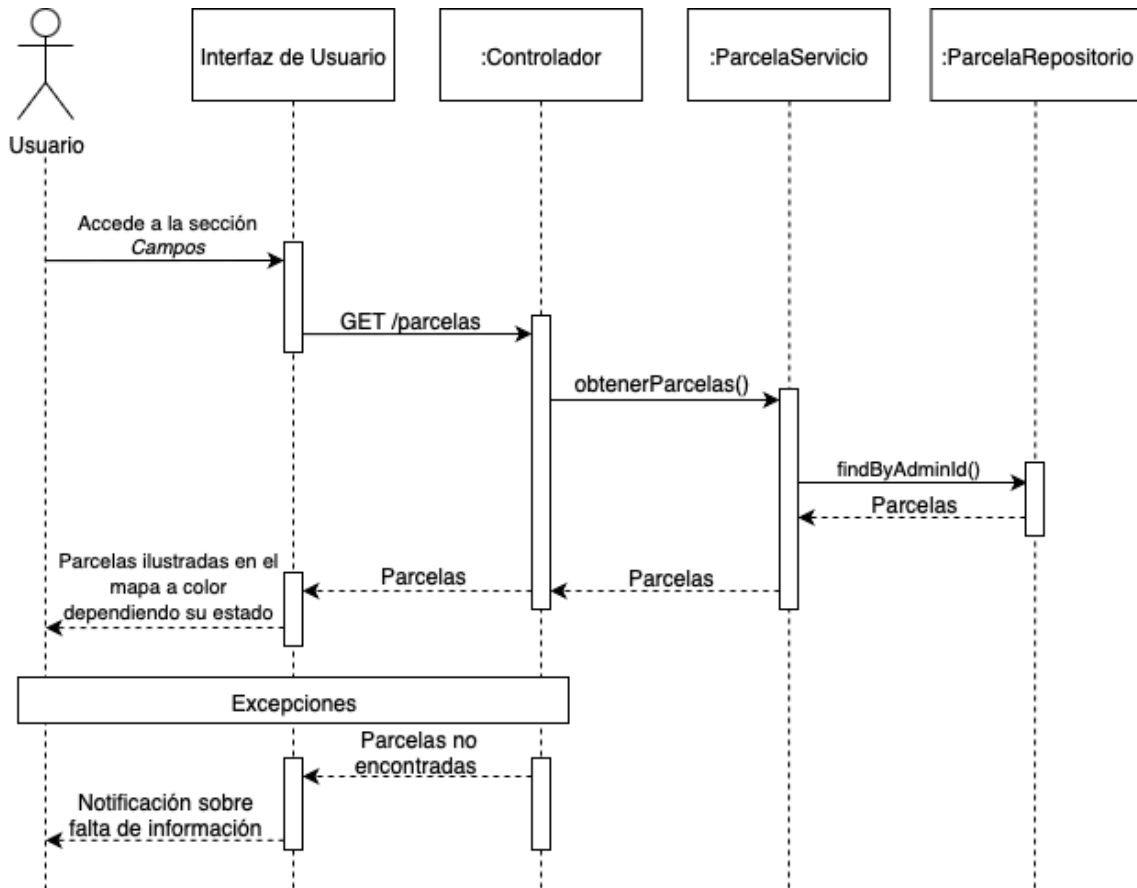 Usuario
Interfaz de Usuario
:Controlador
:ParcelaServicio
:ParcelaRepositorio
Accede a la sección
Campos
GET /parcelas
obtenerParcelas()
findByAdminId()
Parcelas
Parcelas
Parcelas
Parcelas ilustradas en el
mapa a color
dependiendo su estado
Excepciones
Parcelas no
encontradas
Notificación sobre
falta de información